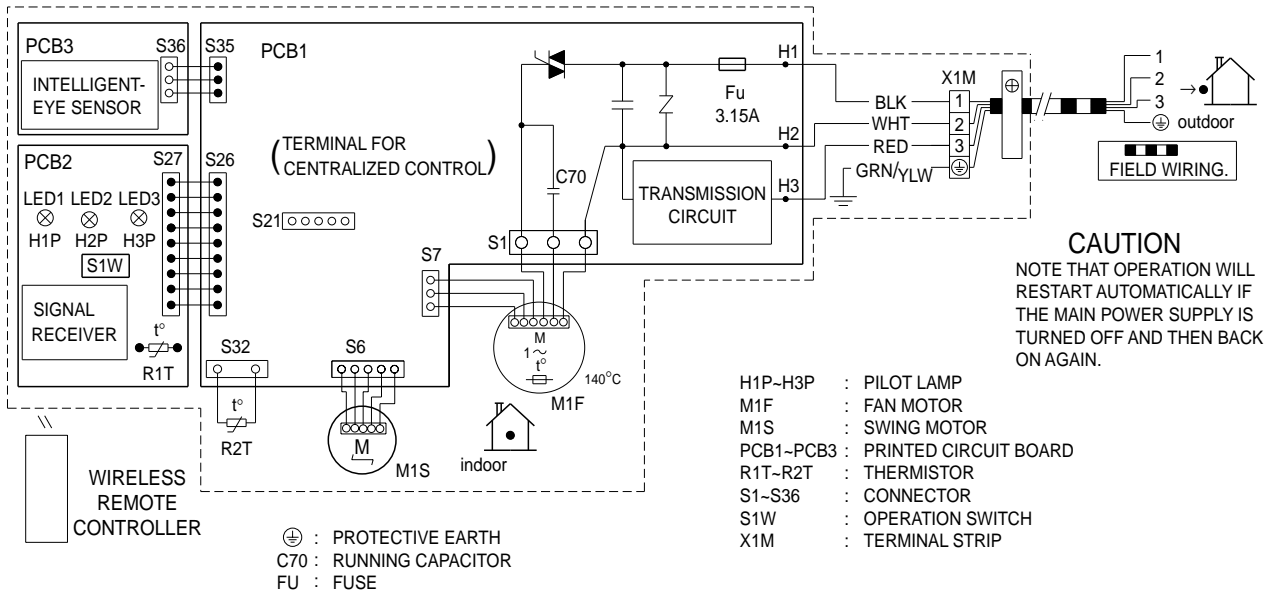 PCB3
S36
S35
PCB1
INTELLIGENT-
EYE SENSOR
H1
Fu
3.15A
H2
H3
BLK
WHT
RED
GRN/YLW
X1M
1
2
3
1
2
3
outdoor
FIELD WIRING.
PCB2
S27
S26
LED1 LED2 LED3
H1P H2P H3P
S1W
SIGNAL
RECEIVER
t°
R1T
(TERMINAL FOR
CENTRALIZED CONTROL)
S21
C70
TRANSMISSION
CIRCUIT
S1
S7
S32
t°
R2T
S6
M
M1S
M
1~
t°
140°C
M1F
indoor
CAUTION
NOTE THAT OPERATION WILL
RESTART AUTOMATICALLY IF
THE MAIN POWER SUPPLY IS
TURNED OFF AND THEN BACK
ON AGAIN.
WIRELESS
REMOTE
CONTROLLER
: PROTECTIVE EARTH
C70 : RUNNING CAPACITOR
FU : FUSE
H1P~H3P : PILOT LAMP
M1F : FAN MOTOR
M1S : SWING MOTOR
PCB1~PCB3 : PRINTED CIRCUIT BOARD
R1T~R2T : THERMISTOR
S1~S36 : CONNECTOR
S1W : OPERATION SWITCH
X1M : TERMINAL STRIP